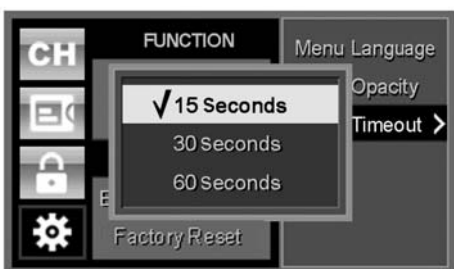 CH
FUNCTION
Menu Language
Opacity
Timeout >
✓ 15 Seconds
30 Seconds
60 Seconds
Factory Reset